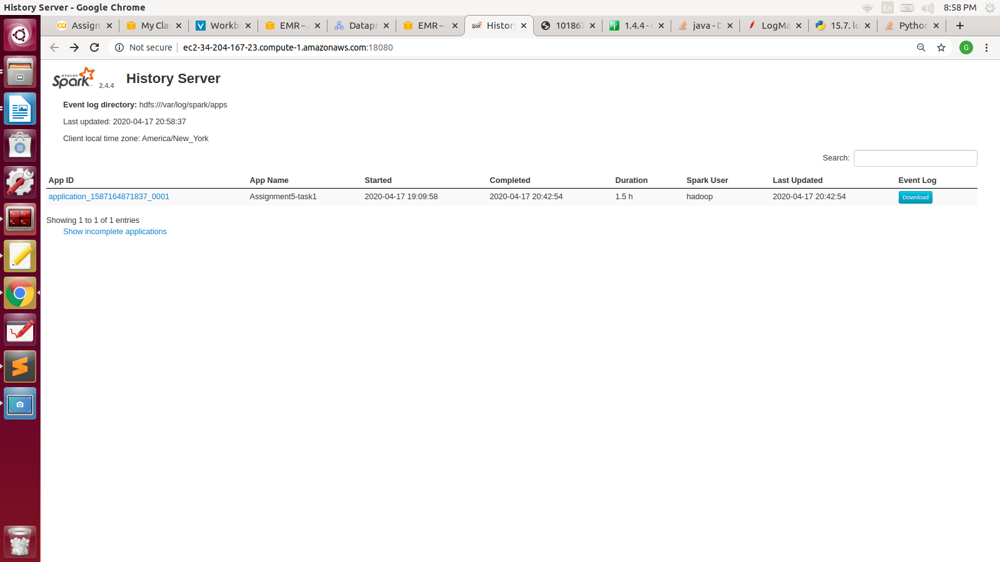 History Server - Google Chrome
En
8:58 PM
Assign
My Clas
Workb
EMR – A
Datapr
EMR –
History
101867
1.4.4 - G
java - D
LogMa
15.7. lo
Python
Not secure
ec2-34-204-167-23.compute-1.amazonaws.com:18080
G
APACHE
Spark
2.4.4
History Server
Event log directory: hdfs:///var/log/spark/apps
Last updated: 2020-04-17 20:58:37
Client local time zone: America/New_York
Search:
App ID App Name Started Completed Duration Spark User Last Updated Event Log
application_1587164871837_0001 Assignment5-task1 2020-04-17 19:09:58 2020-04-17 20:42:54 1.5 h hadoop 2020-04-17 20:42:54 Download
Showing 1 to 1 of 1 entries
Show incomplete applications